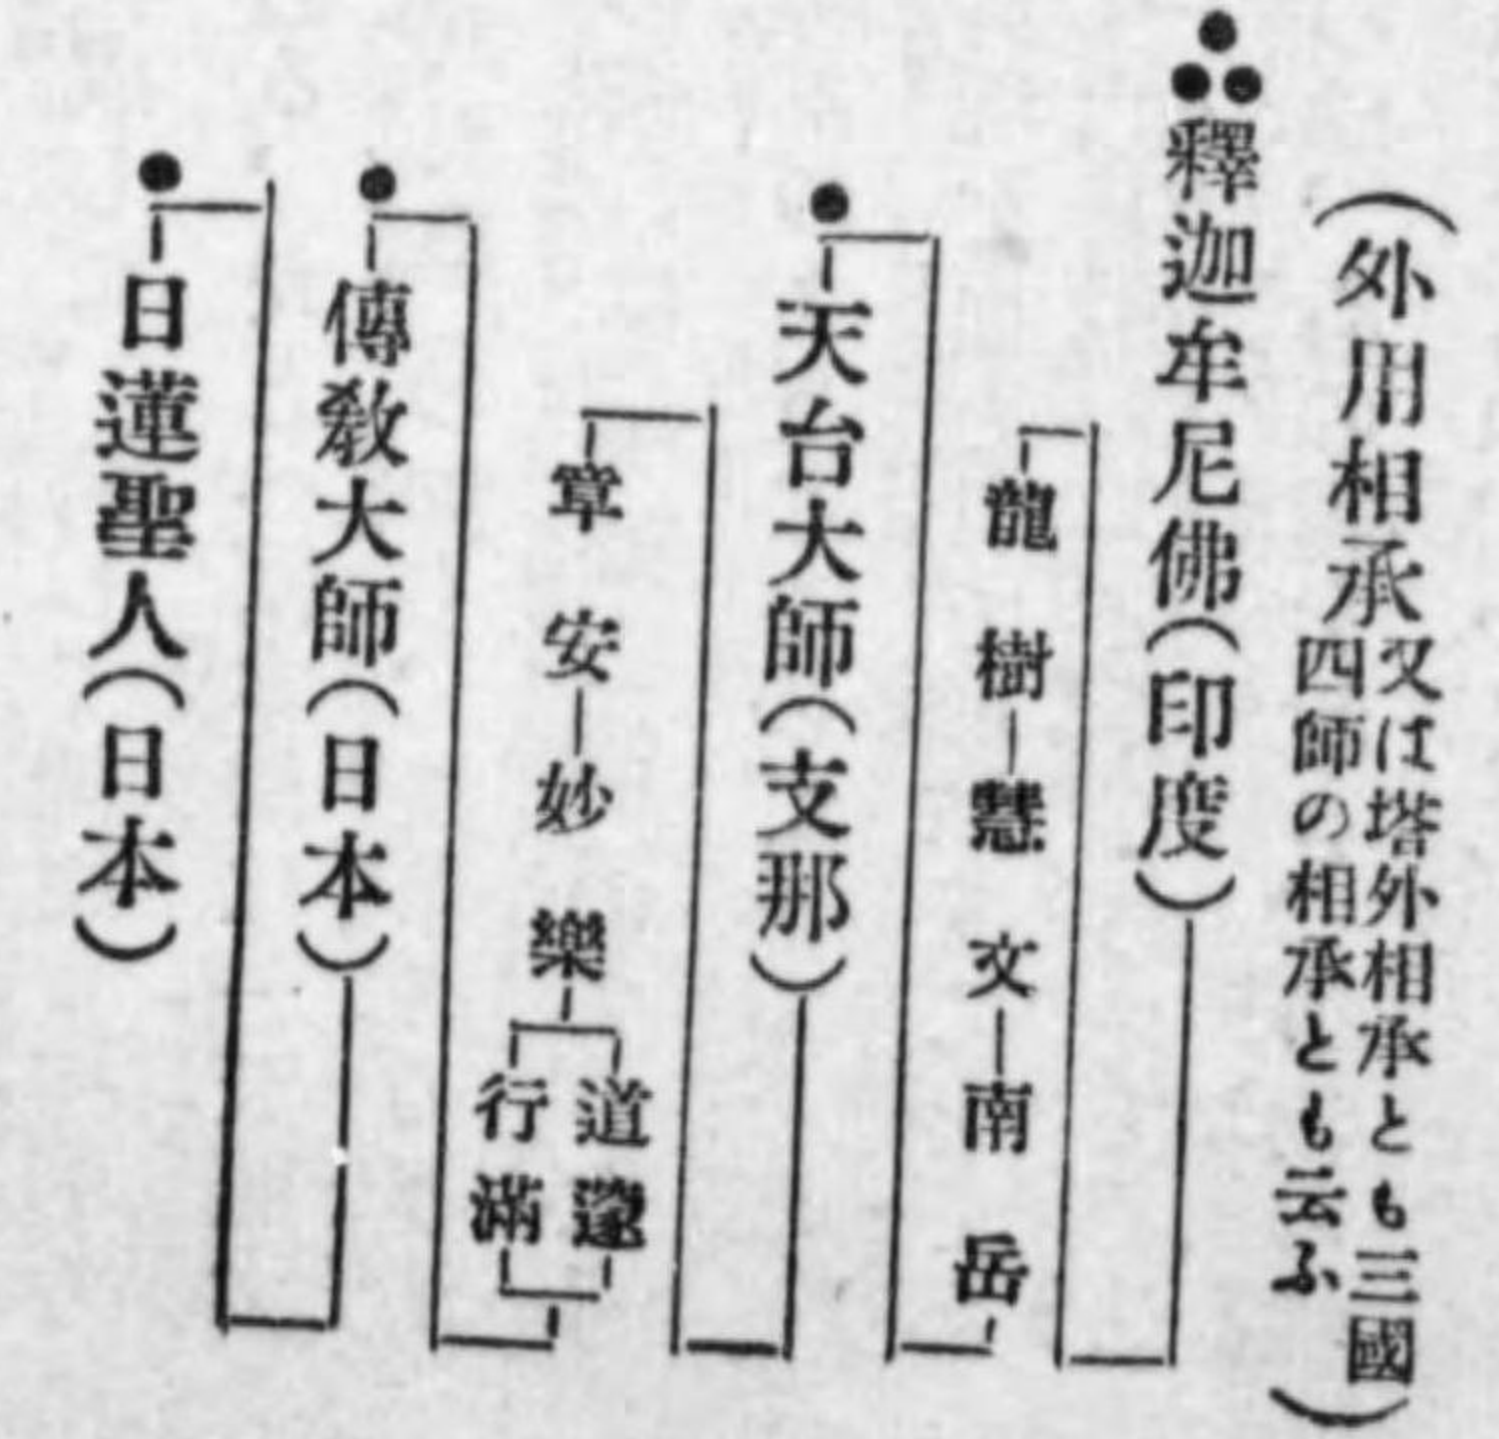 (外用相承又は塔外相承とも三國
四師の相承とも云ふ)
釋迦牟尼佛(印度)
龍樹―慧文―南岳
天台大師(支那)
章安―妙樂
道邃
行滿
傳教大師(日本)
日蓮聖人(日本)